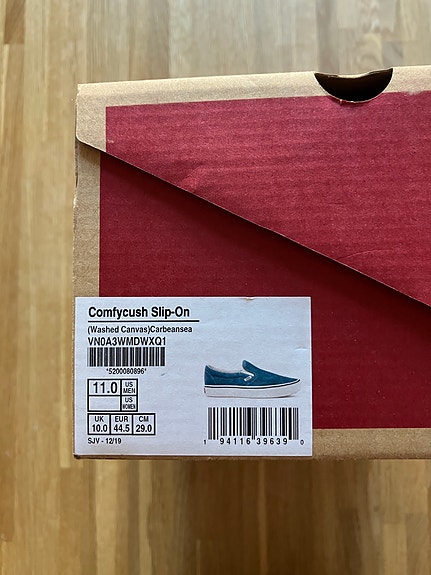 Comfycush Slip-On
(Washed Canvas)Carbeansea
VN0A3WMDWXQ1
*5200080896*
11.0 US MEN
US WOMEN
UK EUR CM
10.0 44.5 29.0
SJV - 12/19
1 94116 39639 0